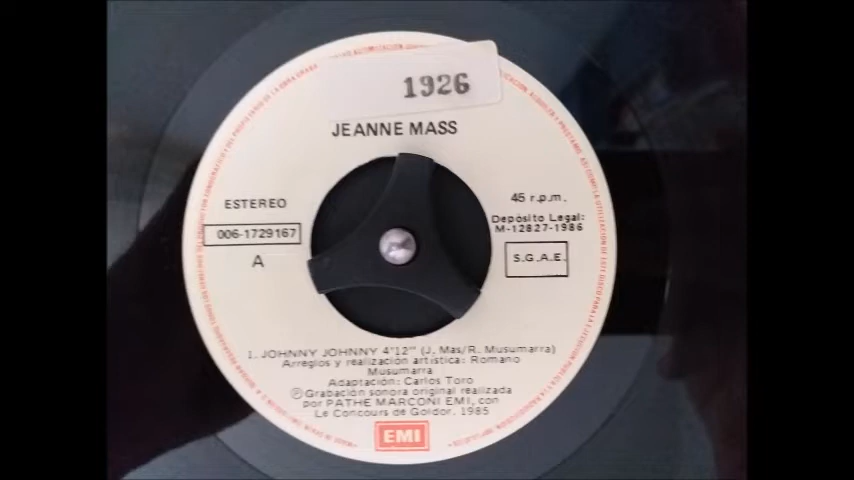 1926
JEANNE MASS
ESTEREO
45 r.p.m.
006-1729167
Depósito Legal:
M-12827-1986
A
S.G.A.E.
1. JOHNNY JOHNNY 4'12" (J. Mas/R. Musumarra)
Arreglos y realización artística: Romano
Musumarra
Adaptación: Carlos Toro
Ⓟ Grabación sonora original realizada
por PATHE MARCONI EMI, con
Le Concours de Goldor. 1985
EMI